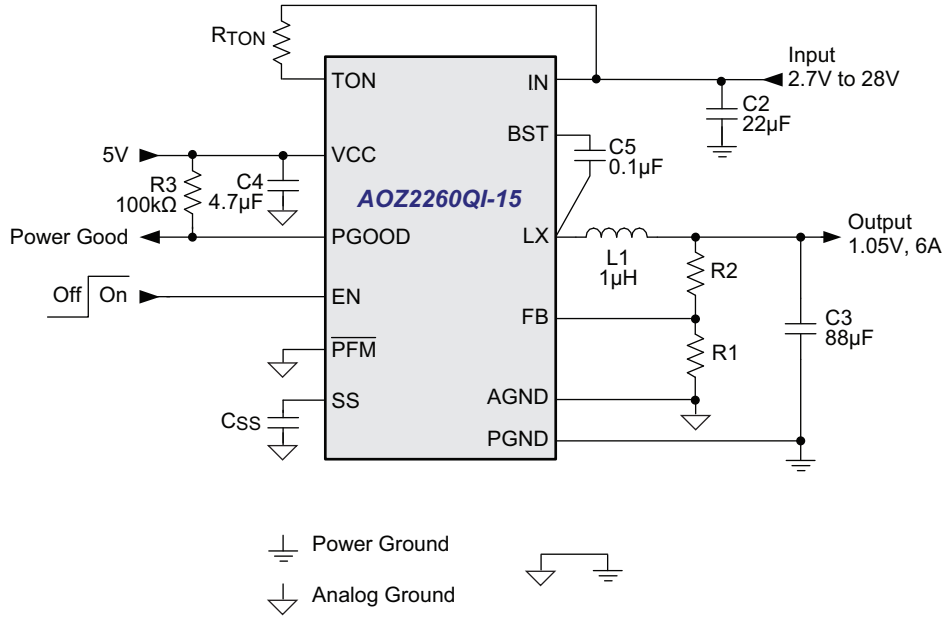 RTON
Input
2.7V to 28V
TON
IN
C2
22µF
BST
C5
0.1µF
5V
VCC
R3
100kΩ
C4
4.7µF
AOZ2260QI-15
Power Good
PGOOD
LX
L1
1µH
Output
1.05V, 6A
R2
Off
On
EN
FB
C3
88µF
PFM
R1
SS
CSS
AGND
PGND
Power Ground
Analog Ground